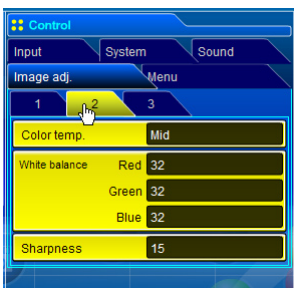 Control
Input System Sound
Image adj. Menu
1 2 3
Color temp. Mid
White balance Red 32
Green 32
Blue 32
Sharpness 15